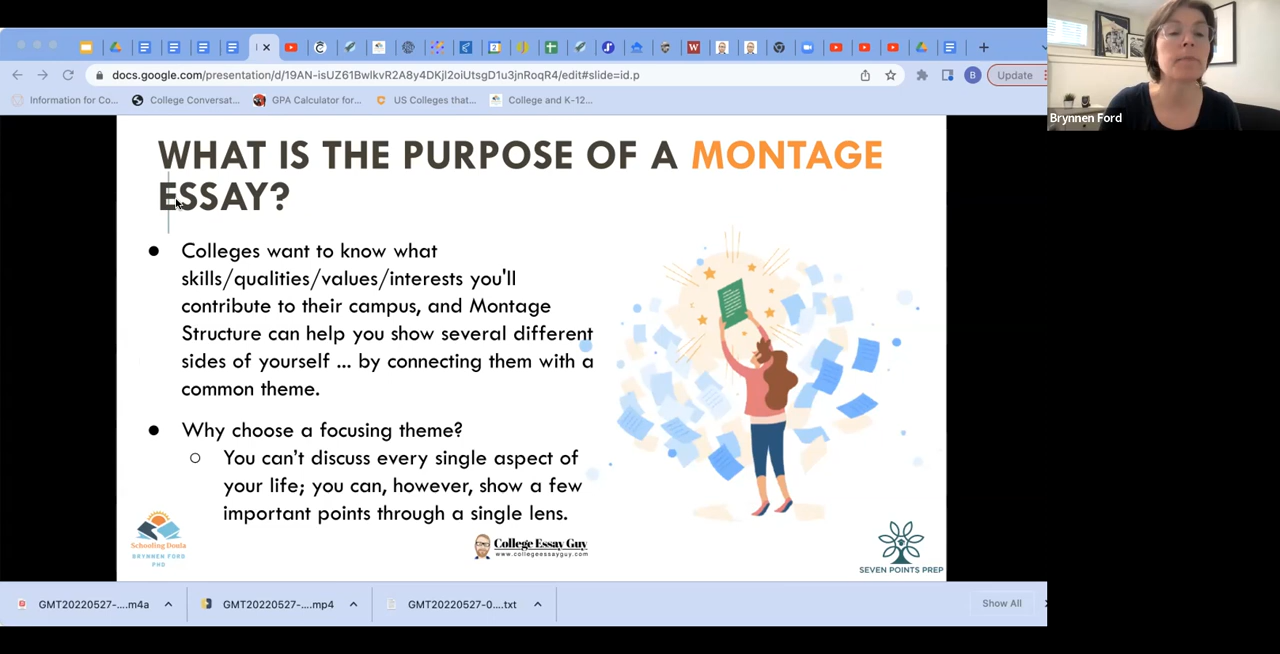 docs.google.com/presentation/d/19AN-isUZ61BwlkvR2A8y4DKjl2oiUtsgD1u3jnRoqR4/edit#slide=id.p
B
Update
Information for Co...
College Conversat...
GPA Calculator for...
US Colleges that...
College and K-12...
Brynnen Ford
WHAT IS THE PURPOSE OF A MONTAGE
ESSAY?
● Colleges want to know what
skills/qualities/values/interests you'll
contribute to their campus, and Montage
Structure can help you show several different
sides of yourself ... by connecting them with a
common theme.
● Why choose a focusing theme?
○ You can't discuss every single aspect of
your life; you can, however, show a few
important points through a single lens.
Schooling Doula
BRYNNEN FORD
PHD
College Essay Guy
www.collegeessayguy.com
SEVEN POINTS PREP
GMT20220527-....m4a
GMT20220527-....mp4
GMT20220527-0....txt
Show All